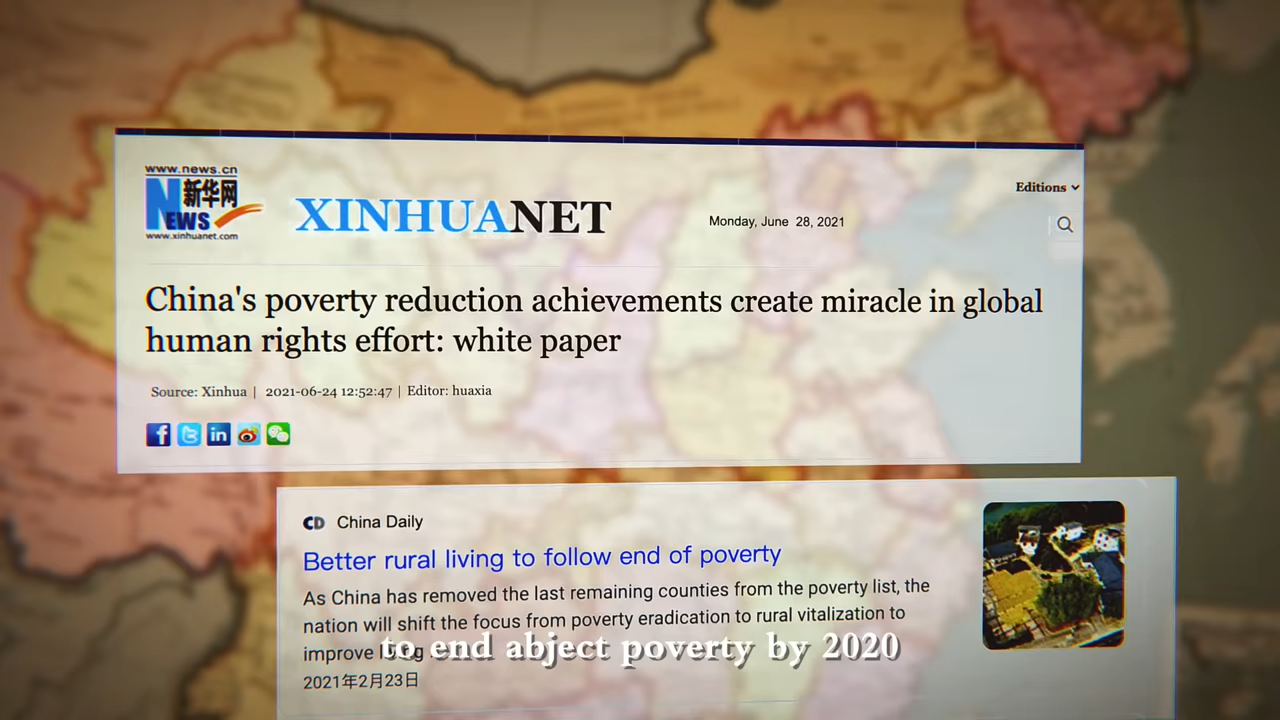 www.news.cn
新华网
NEWS
www.xinhuanet.com
XINHUANET
Monday, June 28, 2021
Editions
China's poverty reduction achievements create miracle in global
human rights effort: white paper
Source: Xinhua | 2021-06-24 12:52:47 | Editor: huaxia
CD China Daily
Better rural living to follow end of poverty
As China has removed the last remaining counties from the poverty list, the
nation will shift the focus from poverty eradication to rural vitalization to
improve
to end abject poverty by 2020
2021年2月23日